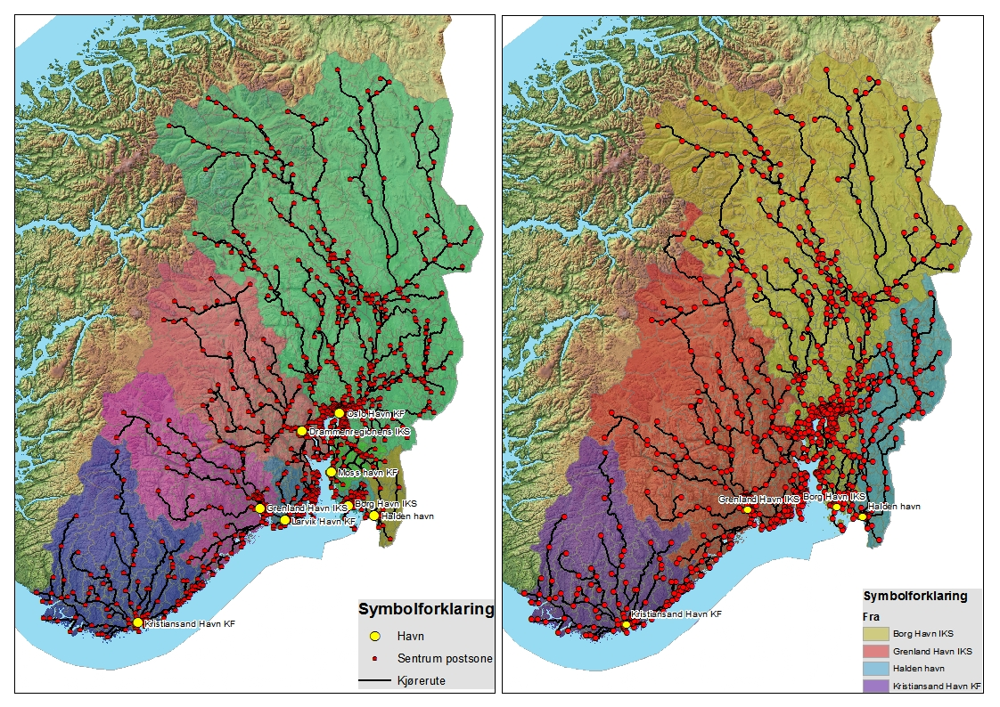 Oslo Havn KF
Drammenregionens IKS
Moss havn KF
Borg Havn IKS
Grenland Havn IKS
Halden havn
Larvik Havn KF
Kristiansand Havn KF
Symbolforklaring
Havn
Sentrum postsone
Kjørerute
Grenland Havn IKS
Borg Havn IKS
Halden havn
Kristiansand Havn KF
Symbolforklaring
Fra
Borg Havn IKS
Grenland Havn IKS
Halden havn
Kristiansand Havn KF